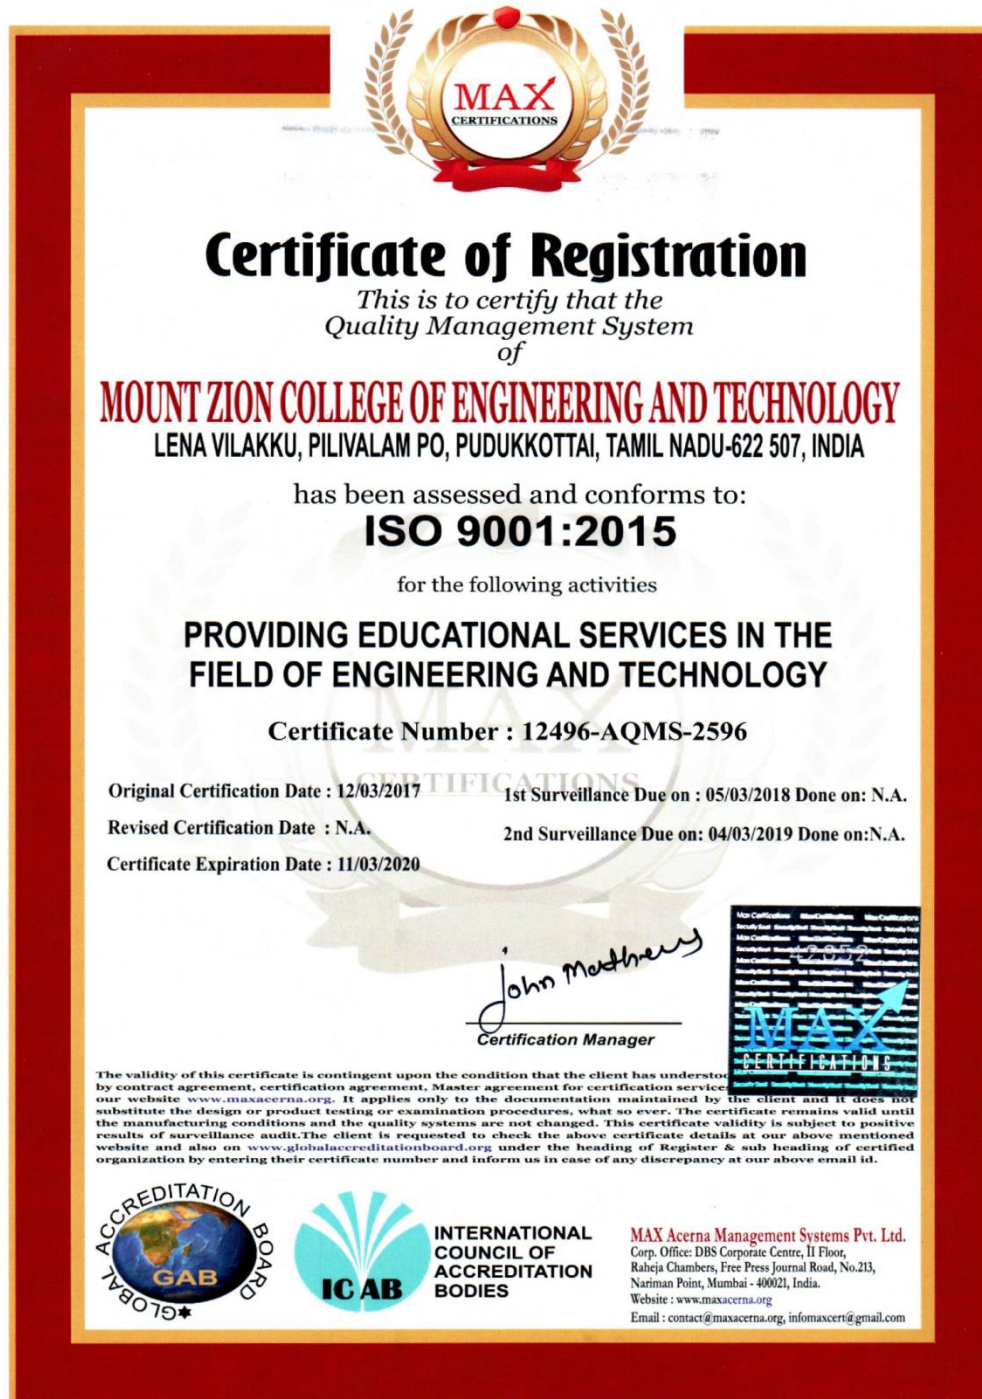 MAX
CERTIFICATIONS
Certificate of Registration
This is to certify that the
Quality Management System
of
MOUNT ZION COLLEGE OF ENGINEERING AND TECHNOLOGY
LENA VILAKKU, PILIVALAM PO, PUDUKKOTTAI, TAMIL NADU-622 507, INDIA
has been assessed and conforms to:
ISO 9001:2015
for the following activities
PROVIDING EDUCATIONAL SERVICES IN THE
FIELD OF ENGINEERING AND TECHNOLOGY
MAX
CERTIFICATIONS
Certificate Number : 12496-AQMS-2596
Original Certification Date : 12/03/2017
1st Surveillance Due on : 05/03/2018 Done on: N.A.
Revised Certification Date : N.A.
2nd Surveillance Due on: 04/03/2019 Done on:N.A.
Certificate Expiration Date : 11/03/2020
john Mathews
Certification Manager
MAX
CERTIFICATIONS
The validity of this certificate is contingent upon the condition that the client has
by contract agreement, certification agreement, Master agreement for certification
our website www.maxacerna.org. It applies only to the documentation maintained by the client and it does not
substitute the design or product testing or examination procedures, what so ever. The certificate remains valid until
the manufacturing conditions and the quality systems are not changed. This certificate validity is subject to positive
results of surveillance audit.The client is requested to check the above certificate details at our above mentioned
website and also on www.globalaccreditationboard.org under the heading of Register & sub heading of certified
organization by entering their certificate number and inform us in case of any discrepancy at our above email id.
GLOBAL ACCREDITATION BOARD
GAB
ICAB
INTERNATIONAL
COUNCIL OF
ACCREDITATION
BODIES
MAX Acerna Management Systems Pvt. Ltd.
Corp. Office: DBS Corporate Centre, II Floor,
Raheja Chambers, Free Press Journal Road, No.213,
Nariman Point, Mumbai - 400021, India.
Website : www.maxacerna.org
Email : contact@maxacerna.org, infomaxcert@gmail.com